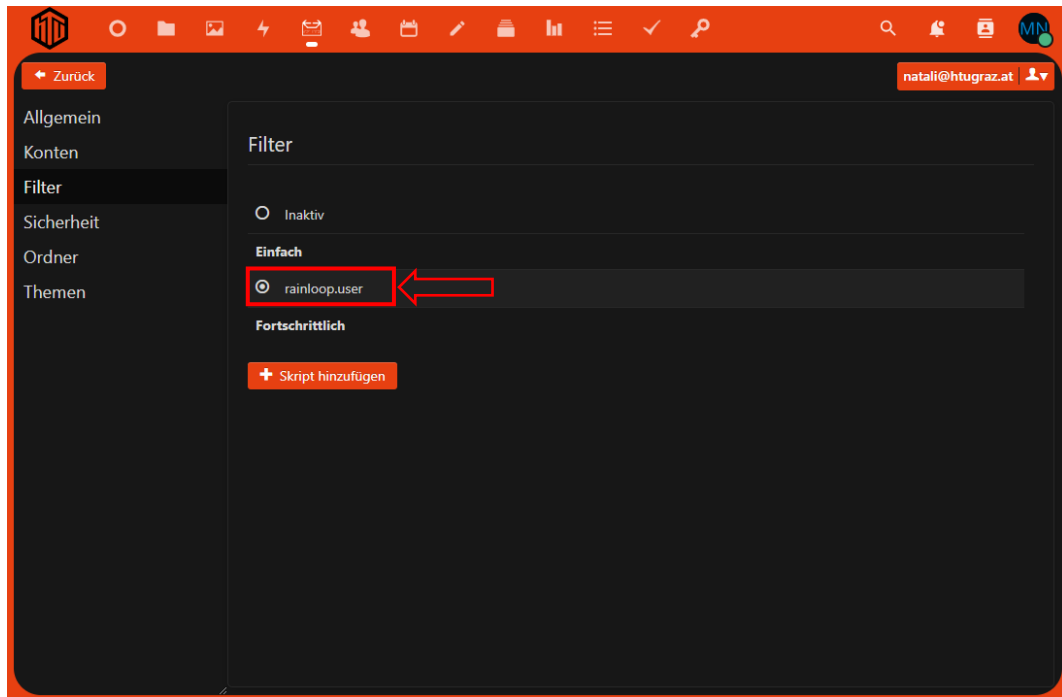 HTU
MN
Zurück
natali@htugraz.at
Allgemein
Konten
Filter
Sicherheit
Ordner
Themen
Filter
Inaktiv
Einfach
rainloop.user
Fortschrittlich
Skript hinzufügen